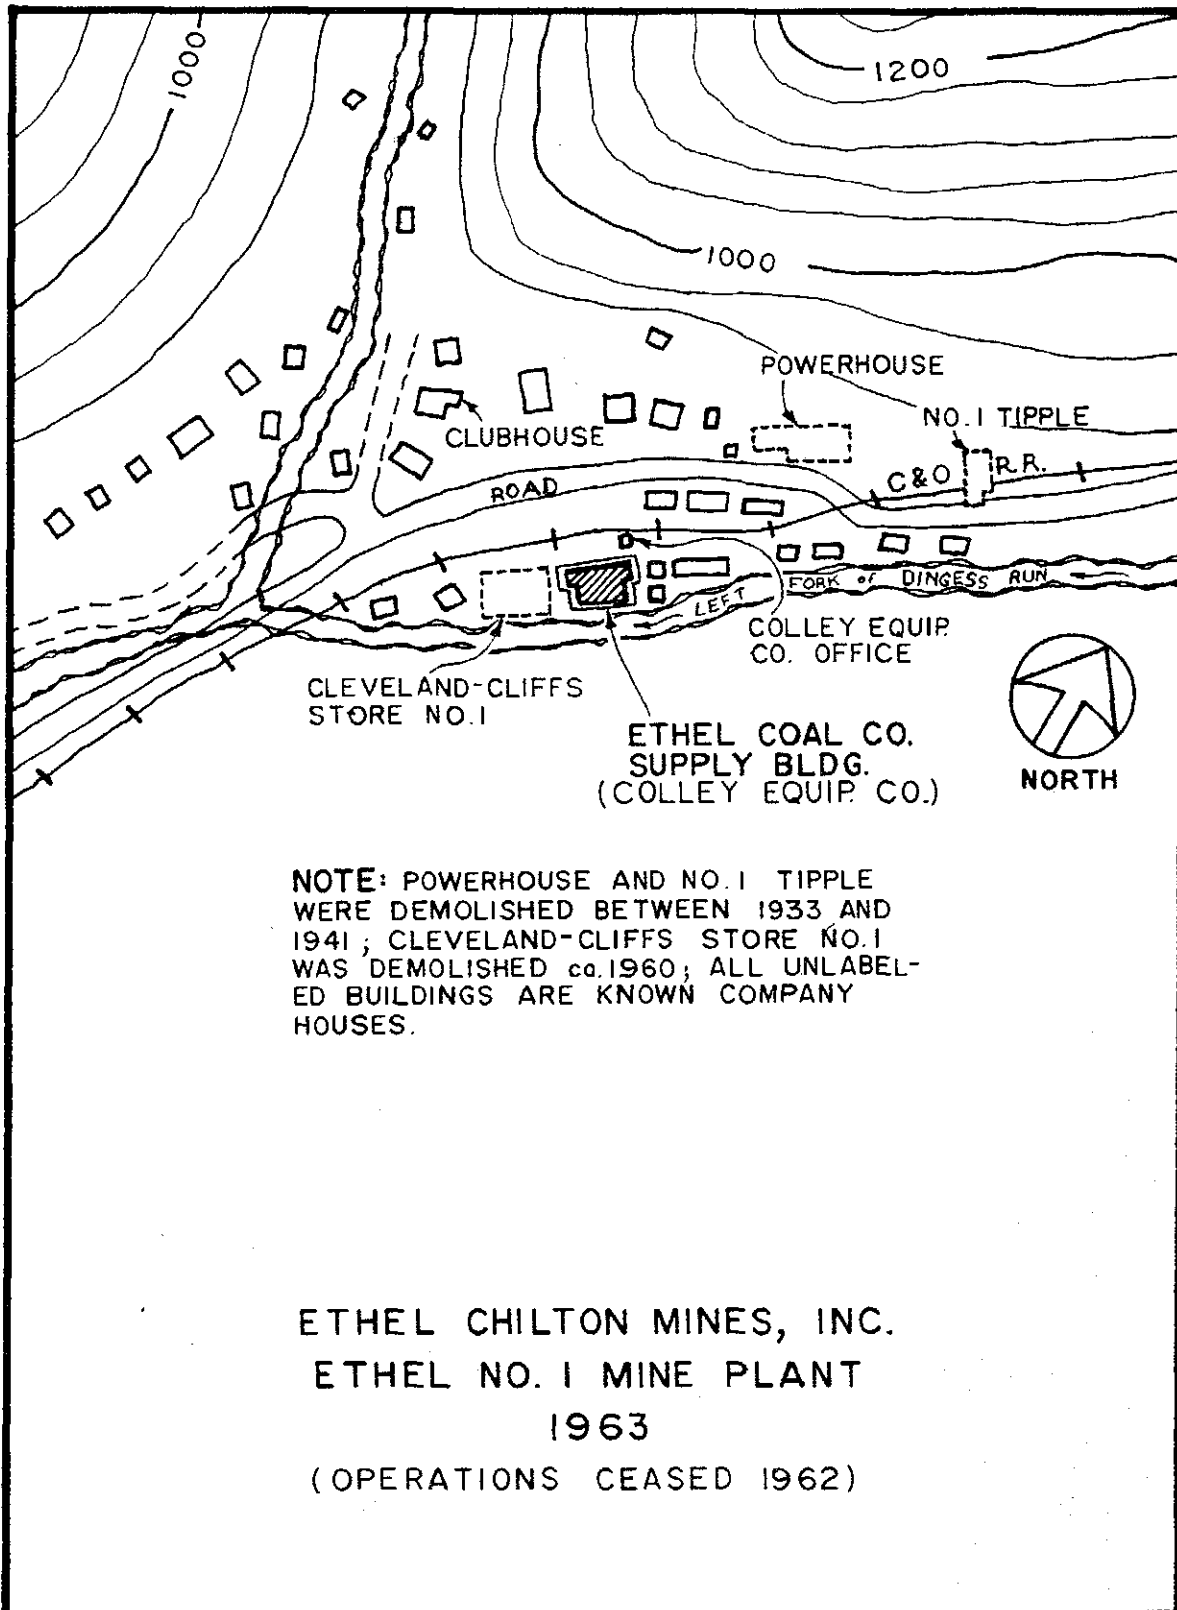 1000
1200
1000
POWERHOUSE
NO. 1 TIPPLE
CLUBHOUSE
C & O R.R.
ROAD
LEFT FORK OF DINGESS RUN
COLLEY EQUIP.
CO. OFFICE
CLEVELAND-CLIFFS
STORE NO. 1
ETHEL COAL CO.
SUPPLY BLDG.
(COLLEY EQUIP. CO.)
NORTH
NOTE: POWERHOUSE AND NO. 1 TIPPLE
WERE DEMOLISHED BETWEEN 1933 AND
1941; CLEVELAND-CLIFFS STORE NO. 1
WAS DEMOLISHED ca. 1960; ALL UNLABEL-
ED BUILDINGS ARE KNOWN COMPANY
HOUSES.
ETHEL CHILTON MINES, INC.
ETHEL NO. 1 MINE PLANT
1963
(OPERATIONS CEASED 1962)